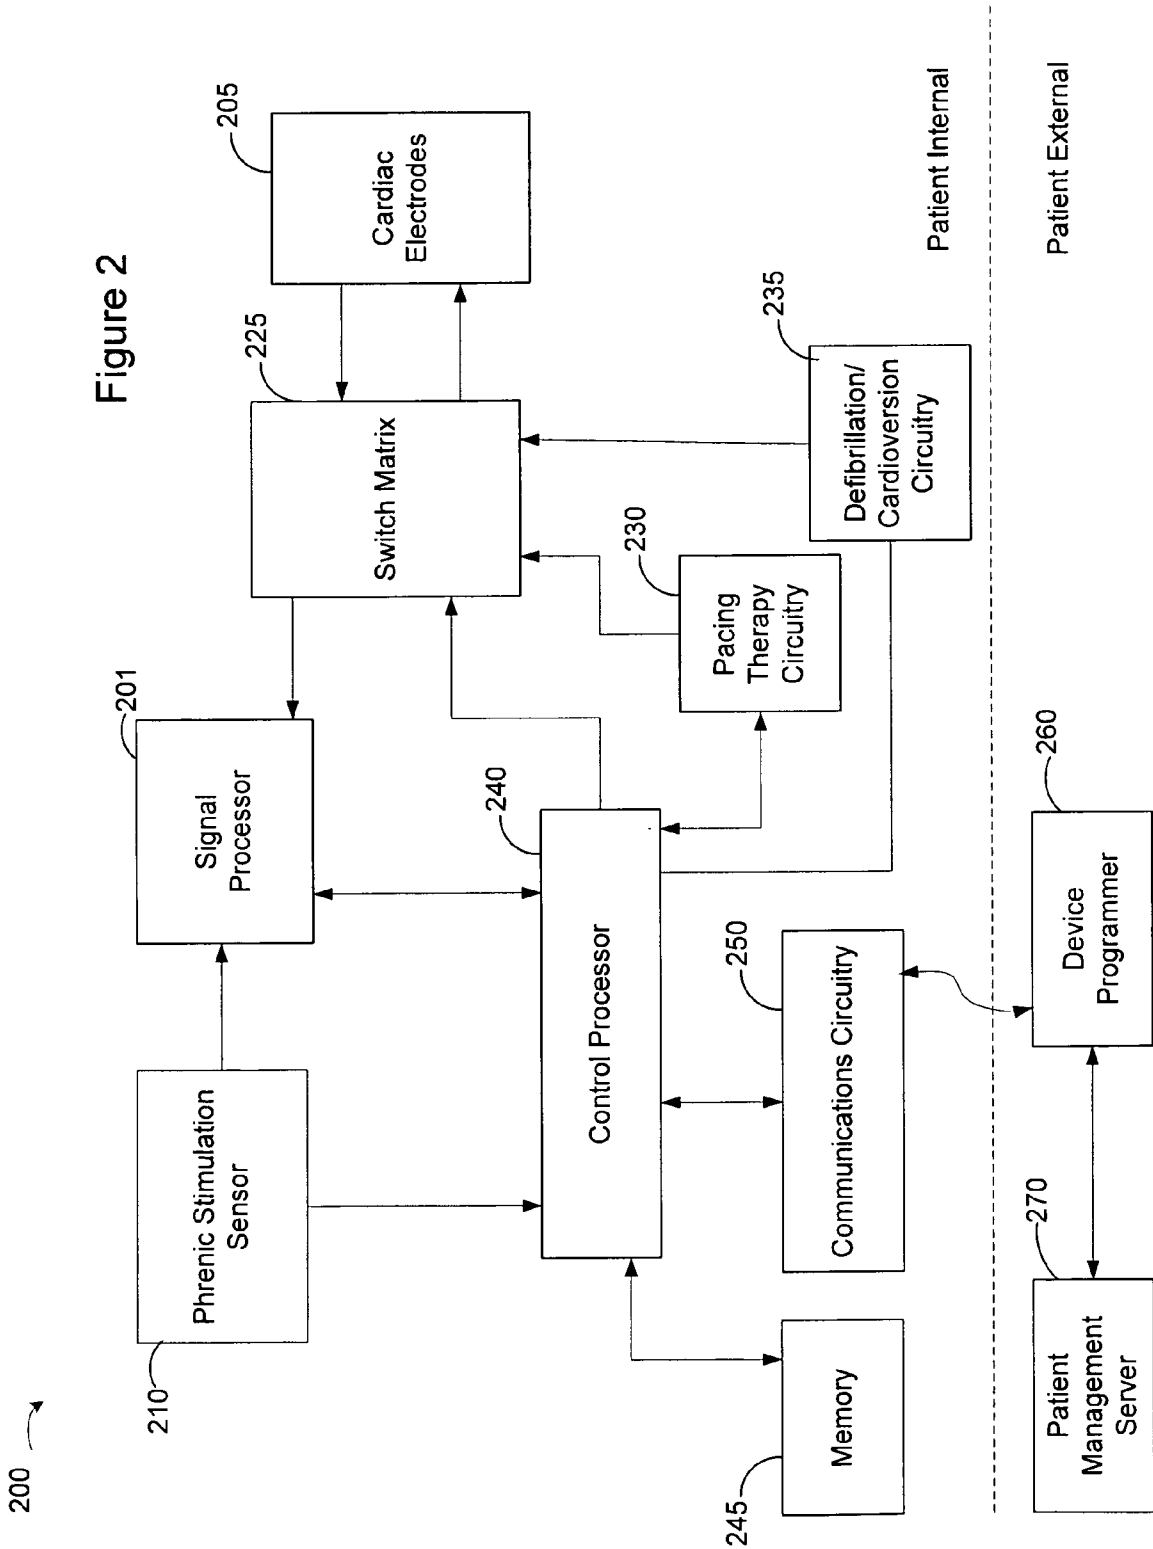 Figure 2
200
210
Phrenic Stimulation
Sensor
201
Signal
Processor
225
Switch Matrix
205
Cardiac
Electrodes
240
Control Processor
230
Pacing
Therapy
Circuitry
235
Defibrillation/
Cardioversion
Circuitry
245
Memory
250
Communications Circuitry
Patient Internal
Patient External
270
Patient
Management
Server
260
Device
Programmer